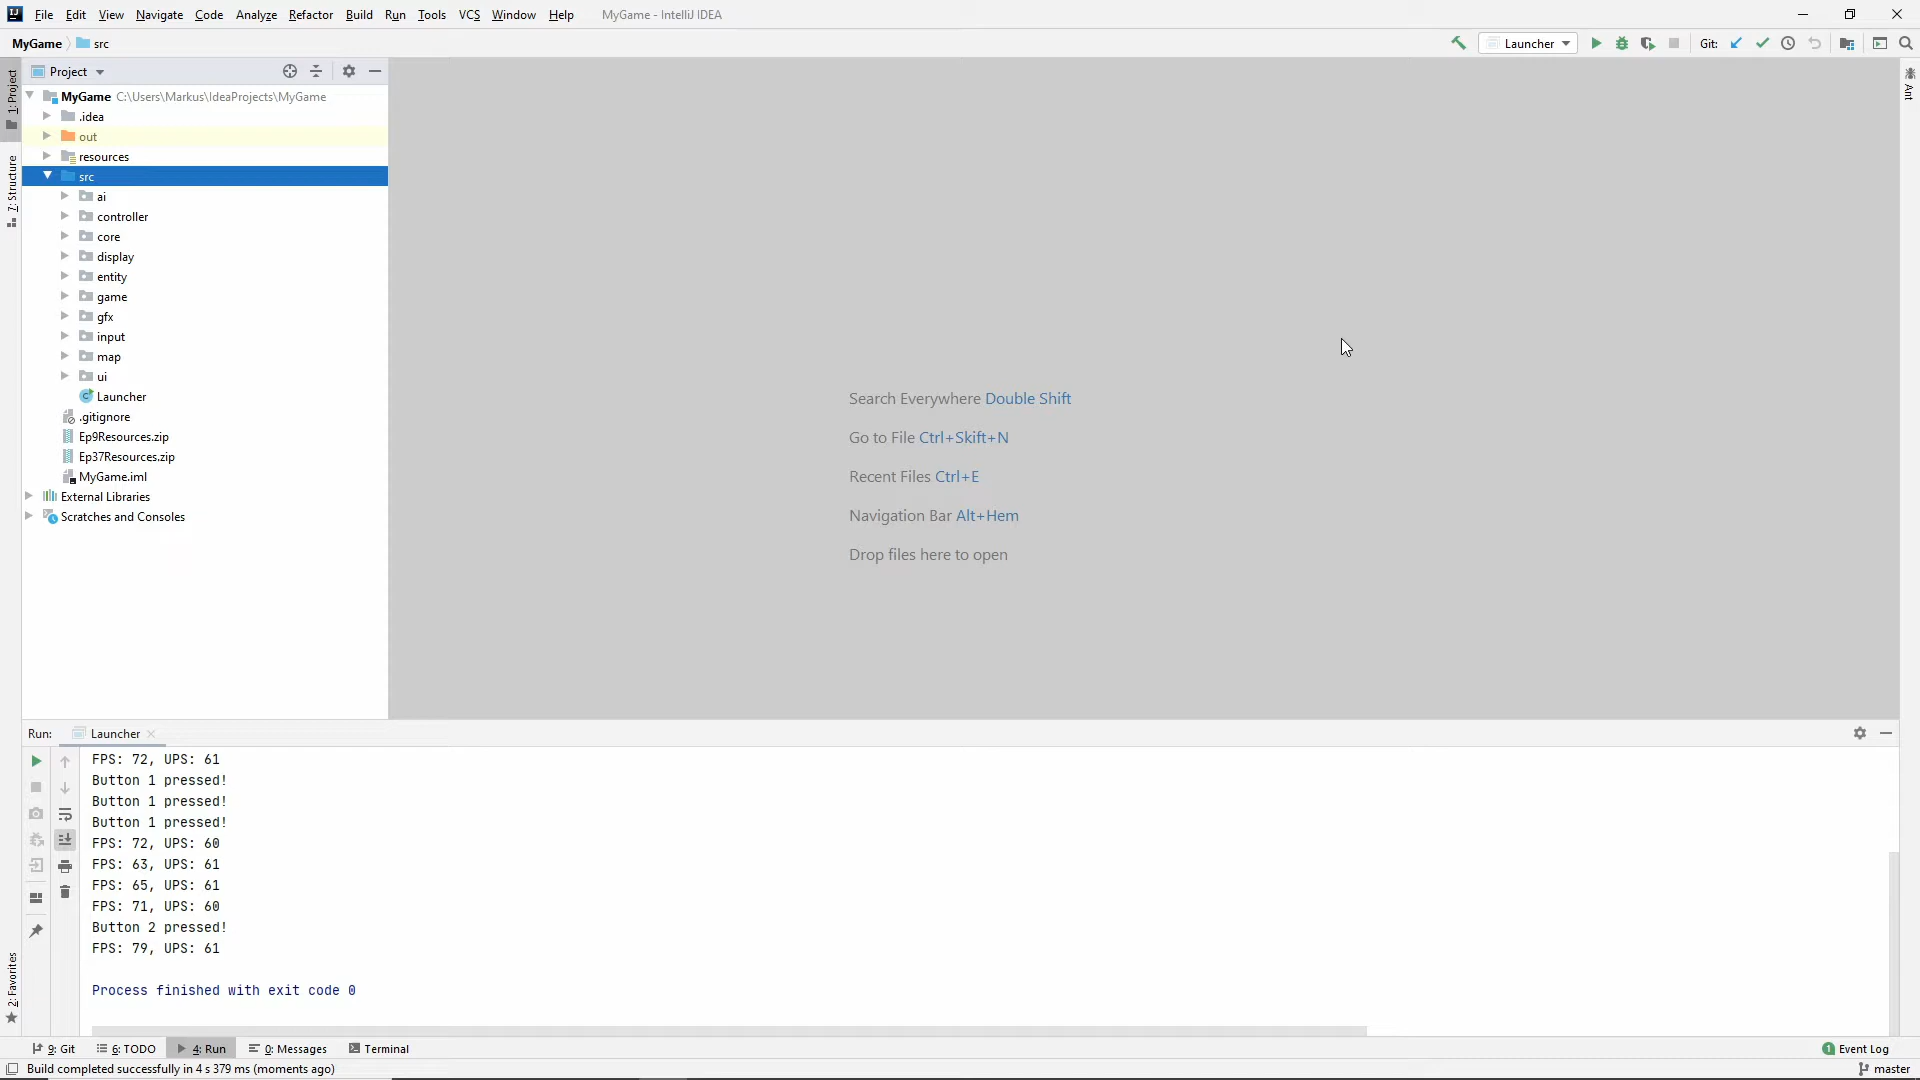 File Edit View Navigate Code Analyze Refactor Build Run Tools VCS Window Help MyGame - IntelliJ IDEA
MyGame src
Launcher
Git:
Project
1: Project
7: Structure
2: Favorites
Ant
MyGame C:\Users\Markus\IdeaProjects\MyGame
.idea
out
resources
src
ai
controller
core
display
entity
game
gfx
input
map
ui
Launcher
.gitignore
Ep9Resources.zip
Ep37Resources.zip
MyGame.iml
External Libraries
Scratches and Consoles
Search Everywhere Double Shift
Go to File Ctrl+Skift+N
Recent Files Ctrl+E
Navigation Bar Alt+Hem
Drop files here to open
Run: Launcher
FPS: 72, UPS: 61
Button 1 pressed!
Button 1 pressed!
Button 1 pressed!
FPS: 72, UPS: 60
FPS: 63, UPS: 61
FPS: 65, UPS: 61
FPS: 71, UPS: 60
Button 2 pressed!
FPS: 79, UPS: 61
Process finished with exit code 0
9: Git 6: TODO 4: Run 0: Messages Terminal 1 Event Log
Build completed successfully in 4 s 379 ms (moments ago) master